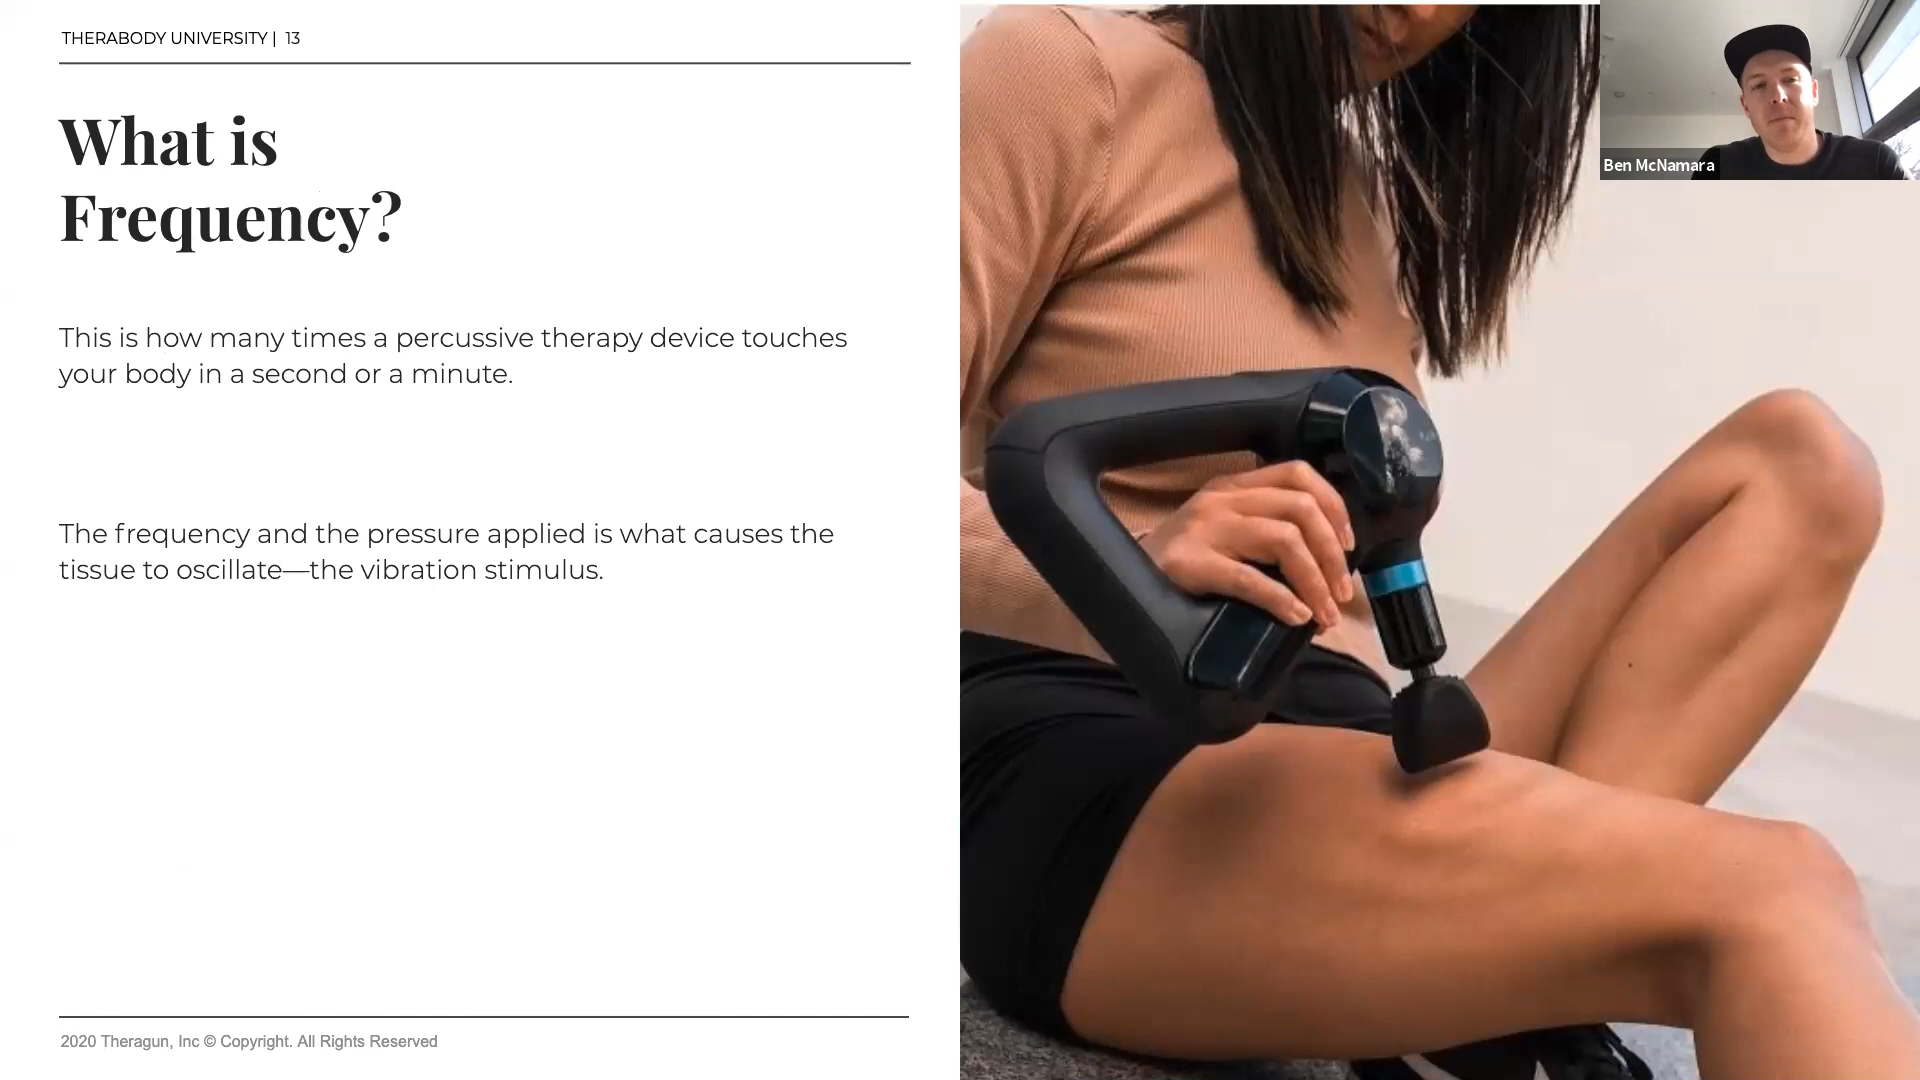 THERABODY UNIVERSITY | 13
What is
Frequency?
This is how many times a percussive therapy device touches
your body in a second or a minute.
The frequency and the pressure applied is what causes the
tissue to oscillate—the vibration stimulus.
2020 Theragun, Inc © Copyright. All Rights Reserved
Ben McNamara